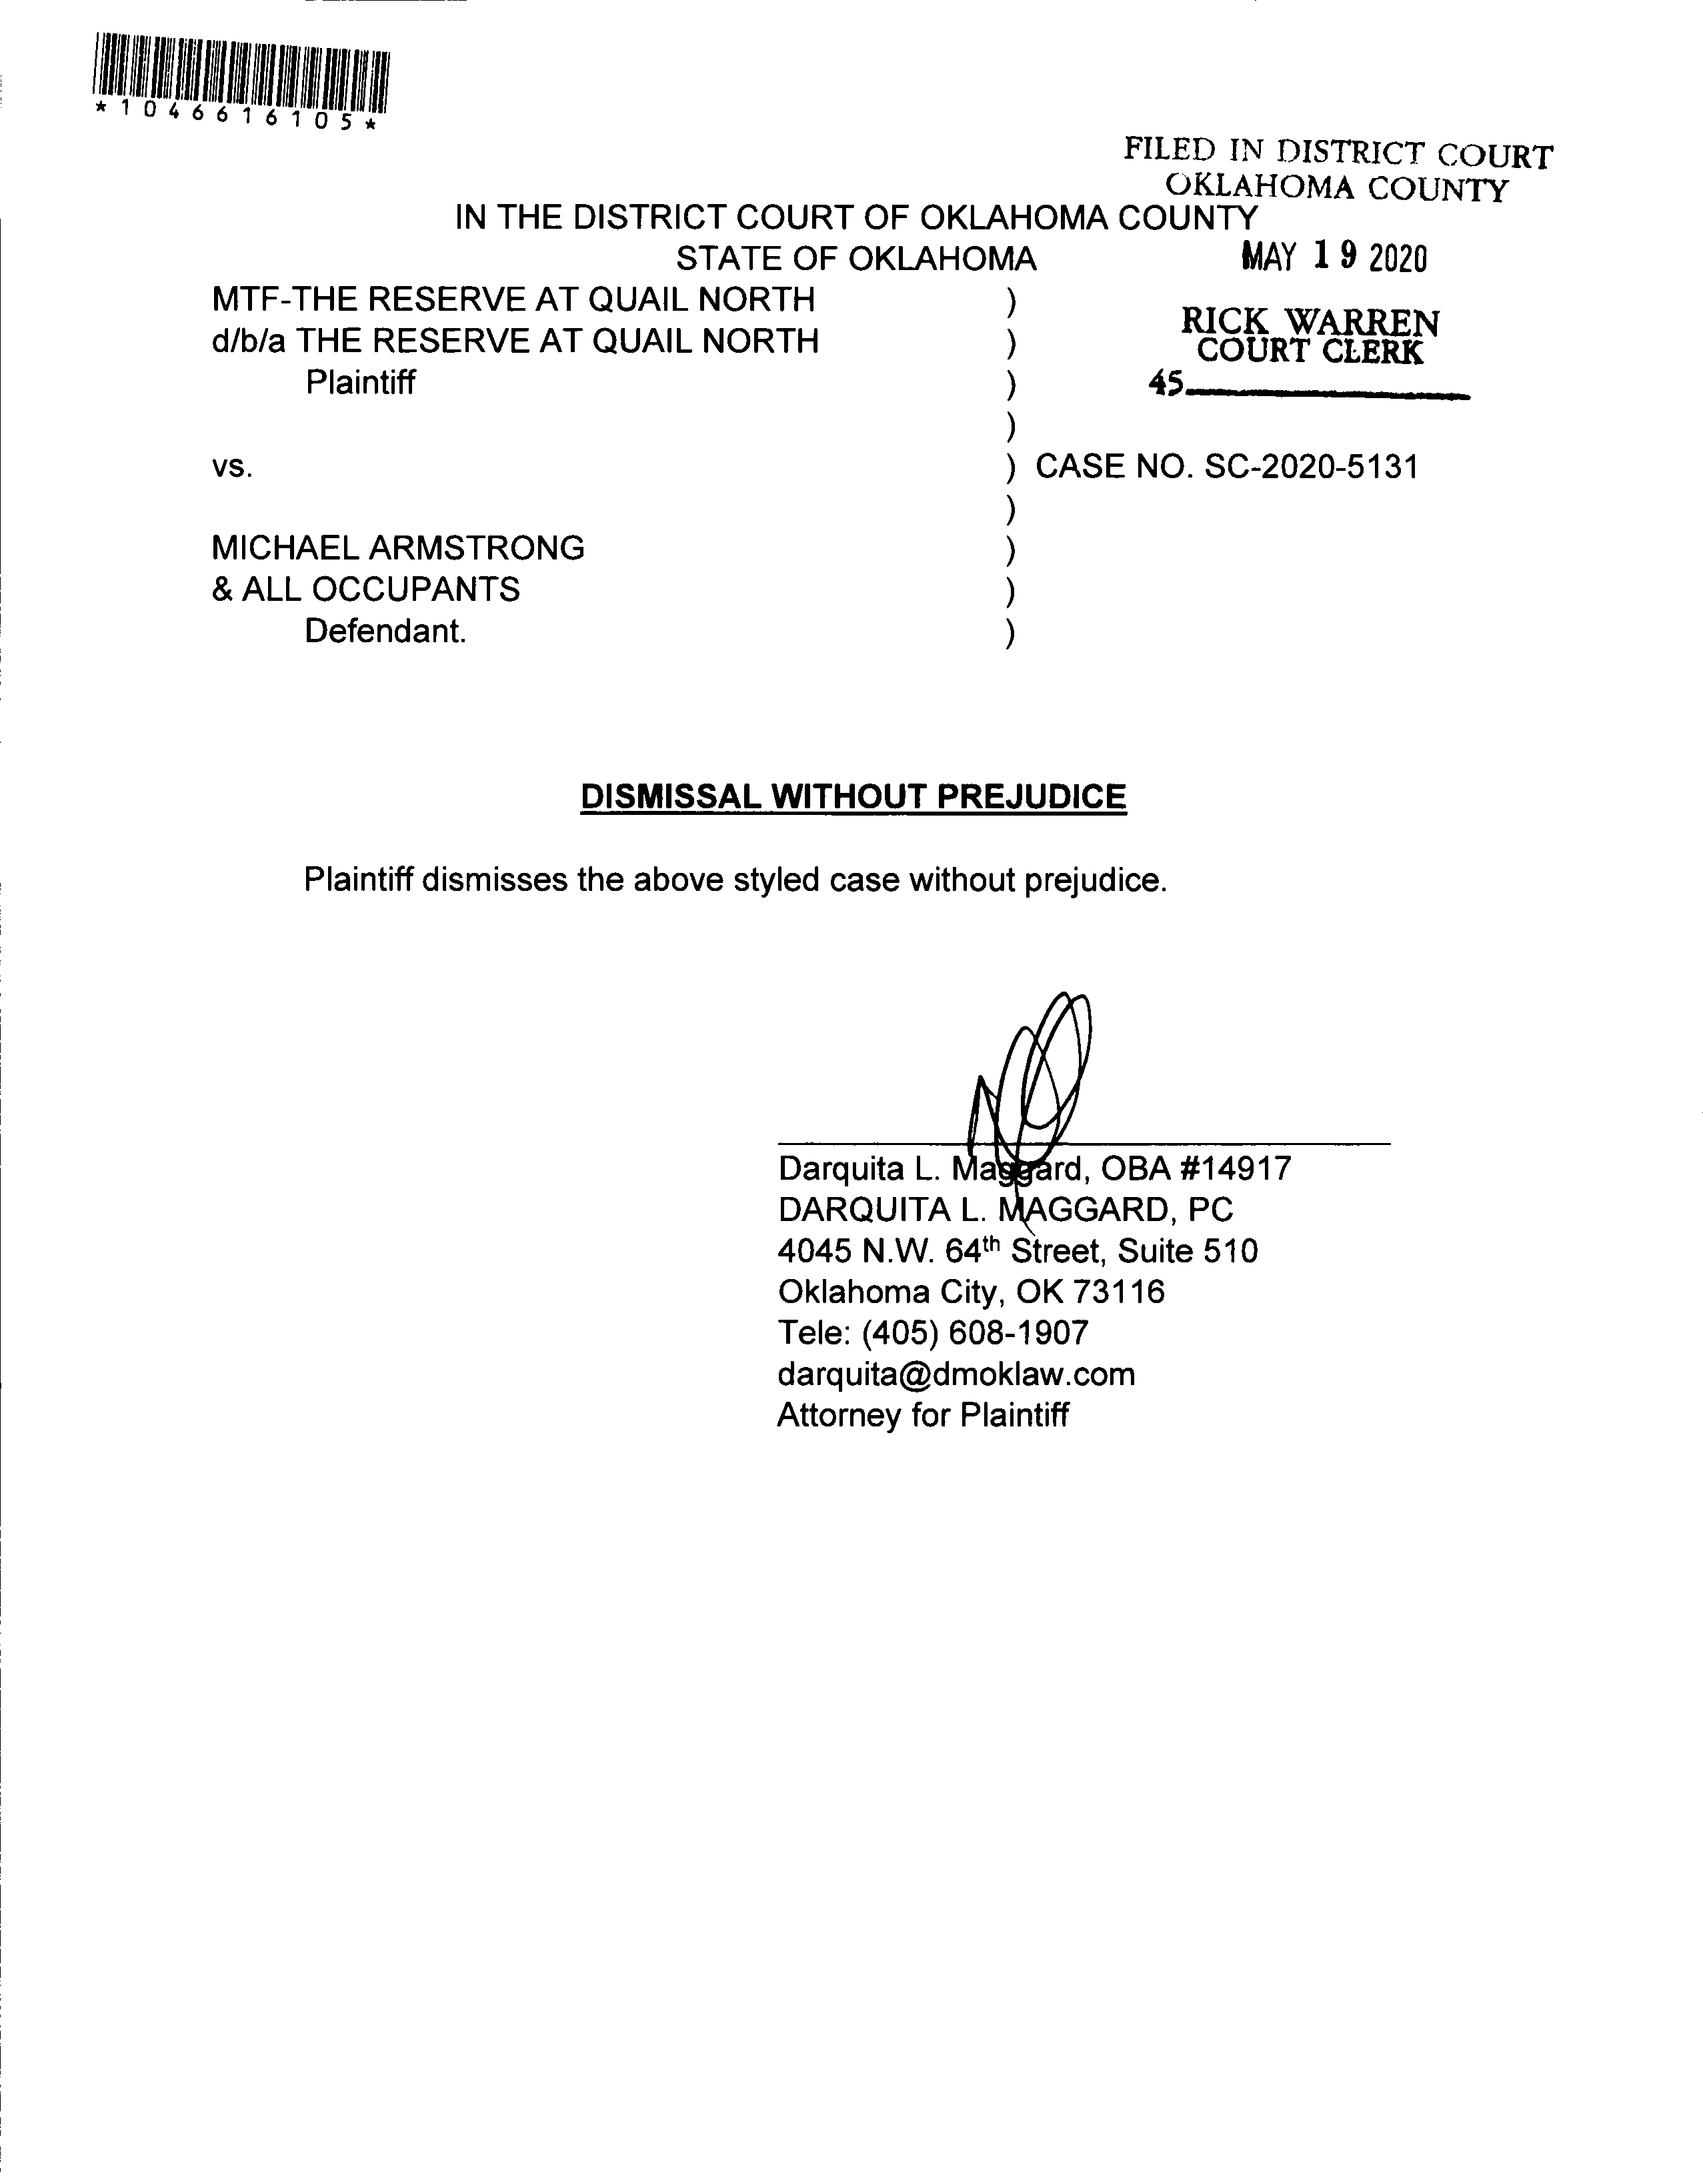 *1046616105*
FILED IN DISTRICT COURT
OKLAHOMA COUNTY
IN THE DISTRICT COURT OF OKLAHOMA COUNTY
STATE OF OKLAHOMA
MAY 19 2020
MTF-THE RESERVE AT QUAIL NORTH )
d/b/a THE RESERVE AT QUAIL NORTH )
RICK WARREN
COURT CLERK
Plaintiff )
45
)
vs. ) CASE NO. SC-2020-5131
)
MICHAEL ARMSTRONG )
& ALL OCCUPANTS )
Defendant. )
DISMISSAL WITHOUT PREJUDICE
Plaintiff dismisses the above styled case without prejudice.
Darquita L. Maggard, OBA #14917
DARQUITA L. MAGGARD, PC
4045 N.W. 64th Street, Suite 510
Oklahoma City, OK 73116
Tele: (405) 608-1907
darquita@dmoklaw.com
Attorney for Plaintiff